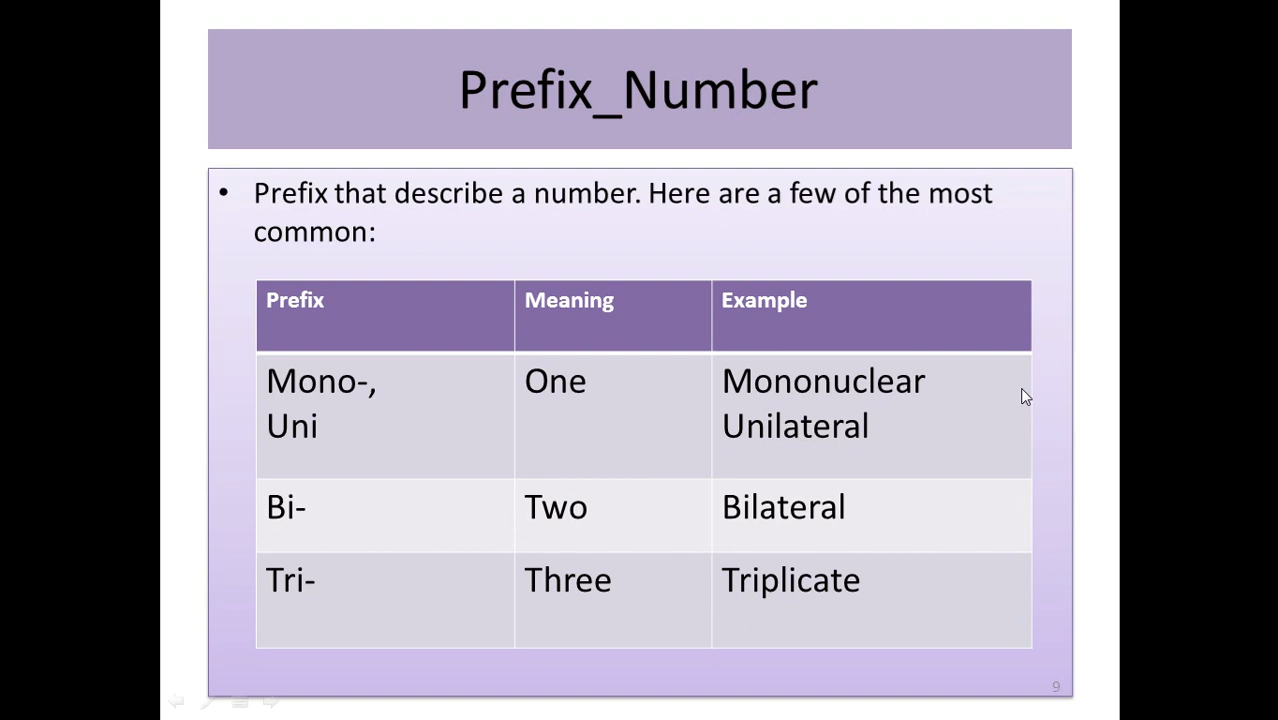 Prefix_Number
• Prefix that describe a number. Here are a few of the most
common:
Prefix Meaning Example
Mono-, One Mononuclear
Uni Unilateral
Bi- Two Bilateral
Tri- Three Triplicate
9